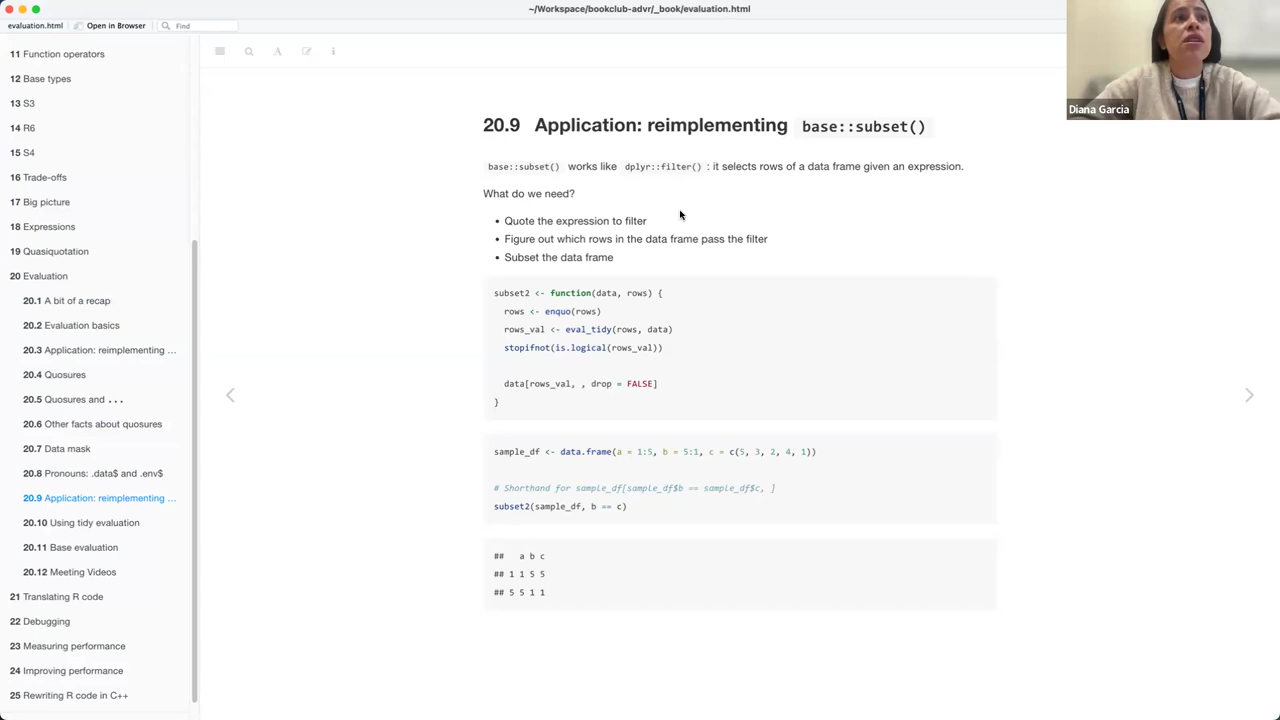 ~/Workspace/bookclub-advr/_book/evaluation.html
evaluation.html
Open in Browser
Find
11 Function operators
12 Base types
13 S3
14 R6
15 S4
16 Trade-offs
17 Big picture
18 Expressions
19 Quasiquotation
20 Evaluation
20.1 A bit of a recap
20.2 Evaluation basics
20.3 Application: reimplementing ...
20.4 Quosures
20.5 Quosures and ...
20.6 Other facts about quosures
20.7 Data mask
20.8 Pronouns: .data$ and .env$
20.9 Application: reimplementing ...
20.10 Using tidy evaluation
20.11 Base evaluation
20.12 Meeting Videos
21 Translating R code
22 Debugging
23 Measuring performance
24 Improving performance
25 Rewriting R code in C++
20.9 Application: reimplementing base::subset()
base::subset() works like dplyr::filter() : it selects rows of a data frame given an expression.
What do we need?
• Quote the expression to filter
• Figure out which rows in the data frame pass the filter
• Subset the data frame
subset2 <- function(data, rows) {
rows <- enquo(rows)
rows_val <- eval_tidy(rows, data)
stopifnot(is.logical(rows_val))
data[rows_val, , drop = FALSE]
}
sample_df <- data.frame(a = 1:5, b = 5:1, c = c(5, 3, 2, 4, 1))
# Shorthand for sample_df[sample_df$b == sample_df$c, ]
subset2(sample_df, b == c)
##   a b c
## 1 1 5 5
## 5 5 1 1
Diana Garcia